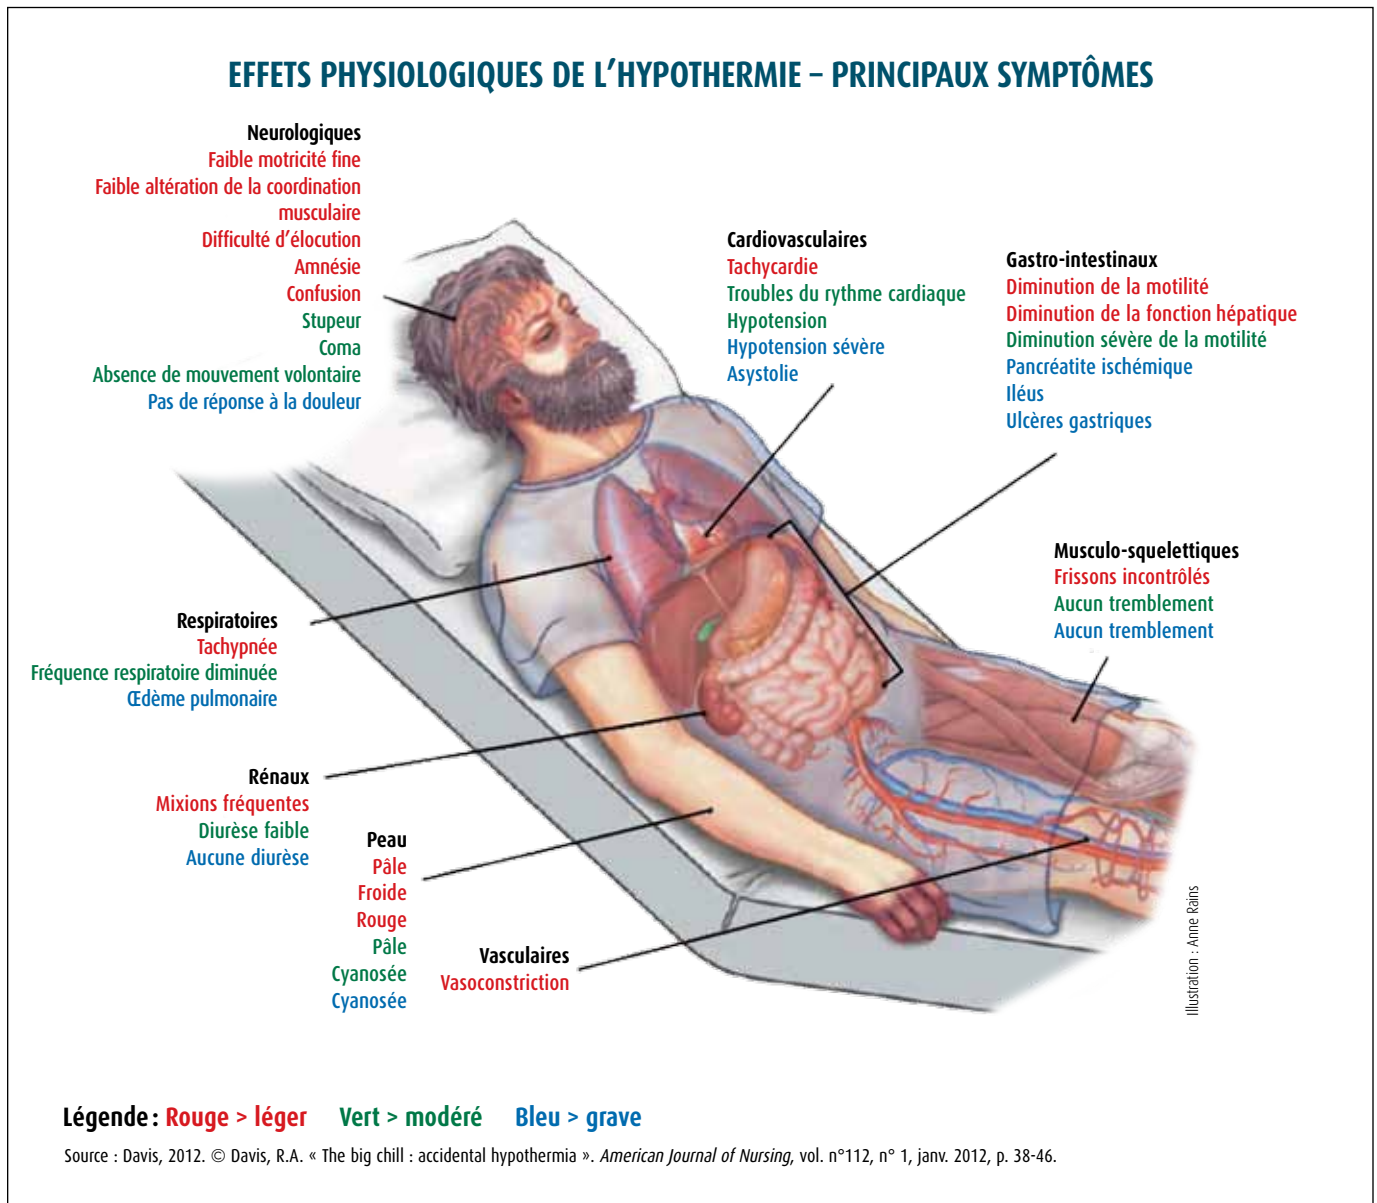 EFFETS PHYSIOLOGIQUES DE L'HYPOTHERMIE – PRINCIPAUX SYMPTÔMES
Neurologiques
Faible motricité fine
Faible altération de la coordination
musculaire
Difficulté d'élocution
Amnésie
Confusion
Stupeur
Coma
Absence de mouvement volontaire
Pas de réponse à la douleur
Cardiovasculaires
Tachycardie
Troubles du rythme cardiaque
Hypotension
Hypotension sévère
Asystolie
Gastro-intestinaux
Diminution de la motilité
Diminution de la fonction hépatique
Diminution sévère de la motilité
Pancréatite ischémique
Iléus
Ulcères gastriques
Musculo-squelettiques
Frissons incontrôlés
Aucun tremblement
Aucun tremblement
Respiratoires
Tachypnée
Fréquence respiratoire diminuée
Œdème pulmonaire
Rénaux
Mixions fréquentes
Diurèse faible
Aucune diurèse
Peau
Pâle
Froide
Rouge
Pâle
Cyanosée
Cyanosée
Vasculaires
Vasoconstriction
Illustration : Anne Rains
Légende : Rouge > léger Vert > modéré Bleu > grave
Source : Davis, 2012. © Davis, R.A. « The big chill : accidental hypothermia ». American Journal of Nursing, vol. n°112, n° 1, janv. 2012, p. 38-46.